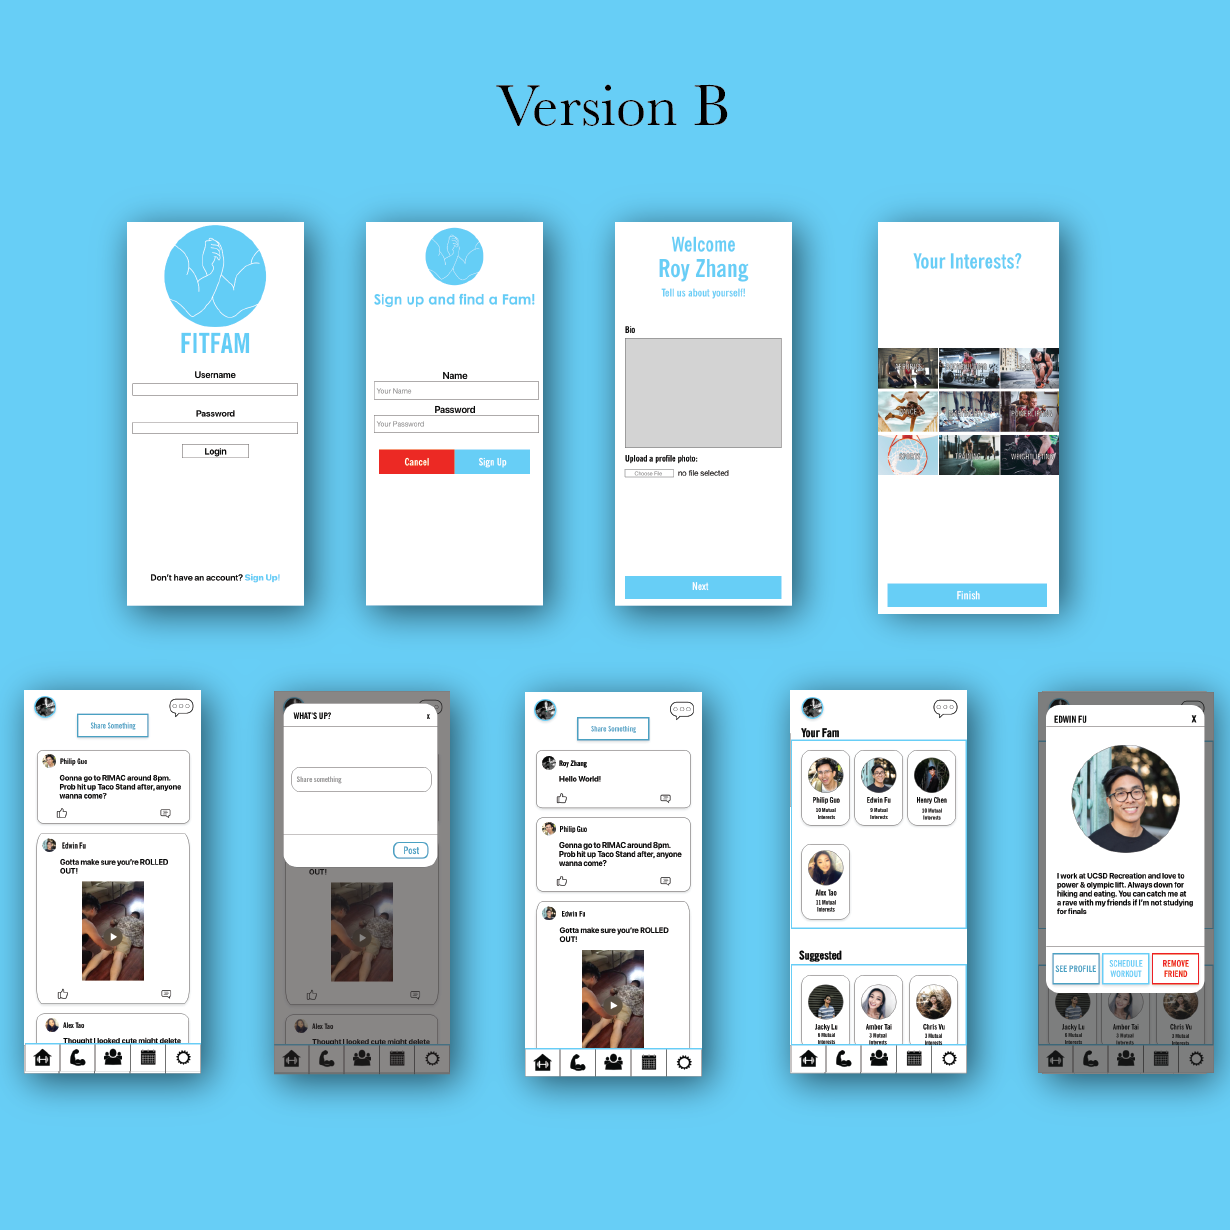 Version B
FITFAM
Username
Password
Login
Don't have an account? Sign Up!
Sign up and find a Fam!
Name
Your Name
Password
Your Password
Cancel
Sign Up
Welcome
Roy Zhang
Tell us about yourself!
Bio
Upload a profile photo:
Choose File
no file selected
Next
Your Interests?
DANCE
POWERLIFTING
SPORTS
TRAINING
WEIGHTLIFTING
Finish
Share Something
Philip Guo
Gonna go to RIMAC around 8pm.
Prob hit up Taco Stand after, anyone
wanna come?
Edwin Fu
Gotta make sure you're ROLLED
OUT!
Alex Tao
Thought I looked cute might delete
WHAT'S UP?
x
Share something
Post
OUT!
Alex Tao
Thought I looked cute might delete
Share Something
Roy Zhang
Hello World!
Philip Guo
Gonna go to RIMAC around 8pm.
Prob hit up Taco Stand after, anyone
wanna come?
Edwin Fu
Gotta make sure you're ROLLED
OUT!
Your Fam
Philip Guo
10 Mutual
Interests
Edwin Fu
9 Mutual
Interests
Henry Chen
10 Mutual
Interests
Alex Tao
11 Mutual
Interests
Suggested
Jacky Lu
6 Mutual
Interests
Amber Tai
3 Mutual
Interests
Chris Vu
3 Mutual
Interests
EDWIN FU
X
I work at UCSD Recreation and love to
power & olympic lift. Always down for
hiking and eating. You can catch me at
a rave with my friends if I'm not studying
for finals
SEE PROFILE
SCHEDULE
WORKOUT
REMOVE
FRIEND
Jacky Lu
6 Mutual
Interests
Amber Tai
3 Mutual
Interests
Chris Vu
3 Mutual
Interests